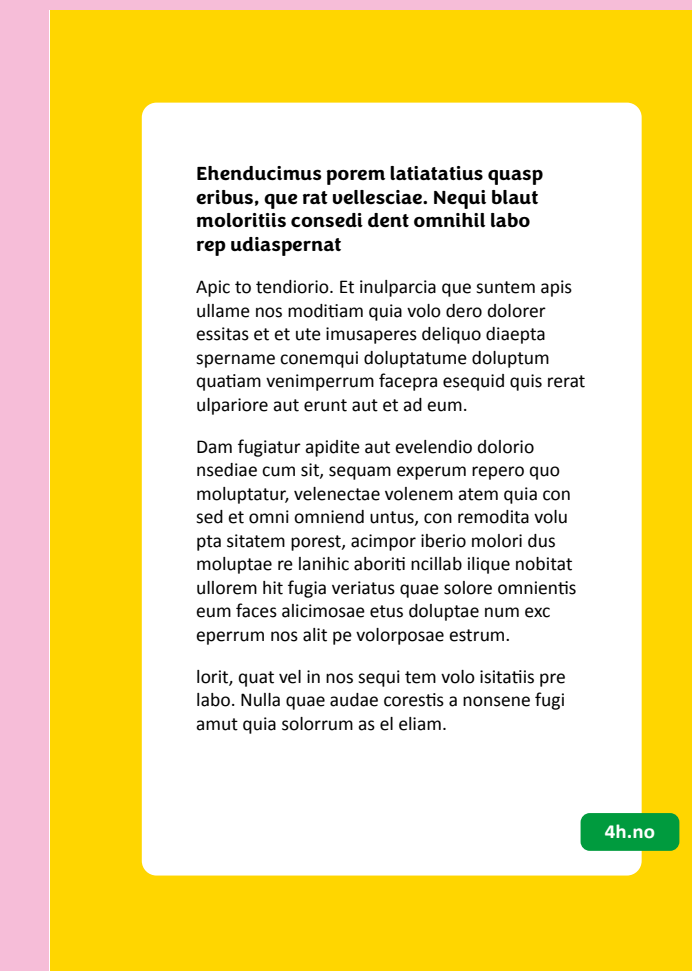 Ehenducimus porem latiatatius quasp
eribus, que rat vellesciae. Nequi blaut
moloritiis consedi dent omnihil labo
rep udiaspernat
Apic to tendiorio. Et inulparcia que suntem apis
ullame nos moditiam quia volo dero dolorer
essitas et et ute imusaperes deliquo diaepta
spername conemqui doluptatume doluptum
quatiam venimperrum facepra esequid quis rerat
ulpariore aut erunt aut et ad eum.
Dam fugiatur apidite aut evelendio dolorio
nsediae cum sit, sequam experum repero quo
moluptatur, velenectae volenem atem quia con
sed et omni omniend untus, con remodita volu
pta sitatem porest, acimpor iberio molori dus
moluptae re lanihic aboriti ncillab ilique nobitat
ullorem hit fugia veriatus quae solore omnientis
eum faces alicimosae etus doluptae num exc
eperrum nos alit pe volorposae estrum.
Iorit, quat vel in nos sequi tem volo isitatiis pre
labo. Nulla quae audae corestis a nonsene fugi
amut quia solorrum as el eliam.
4h.no